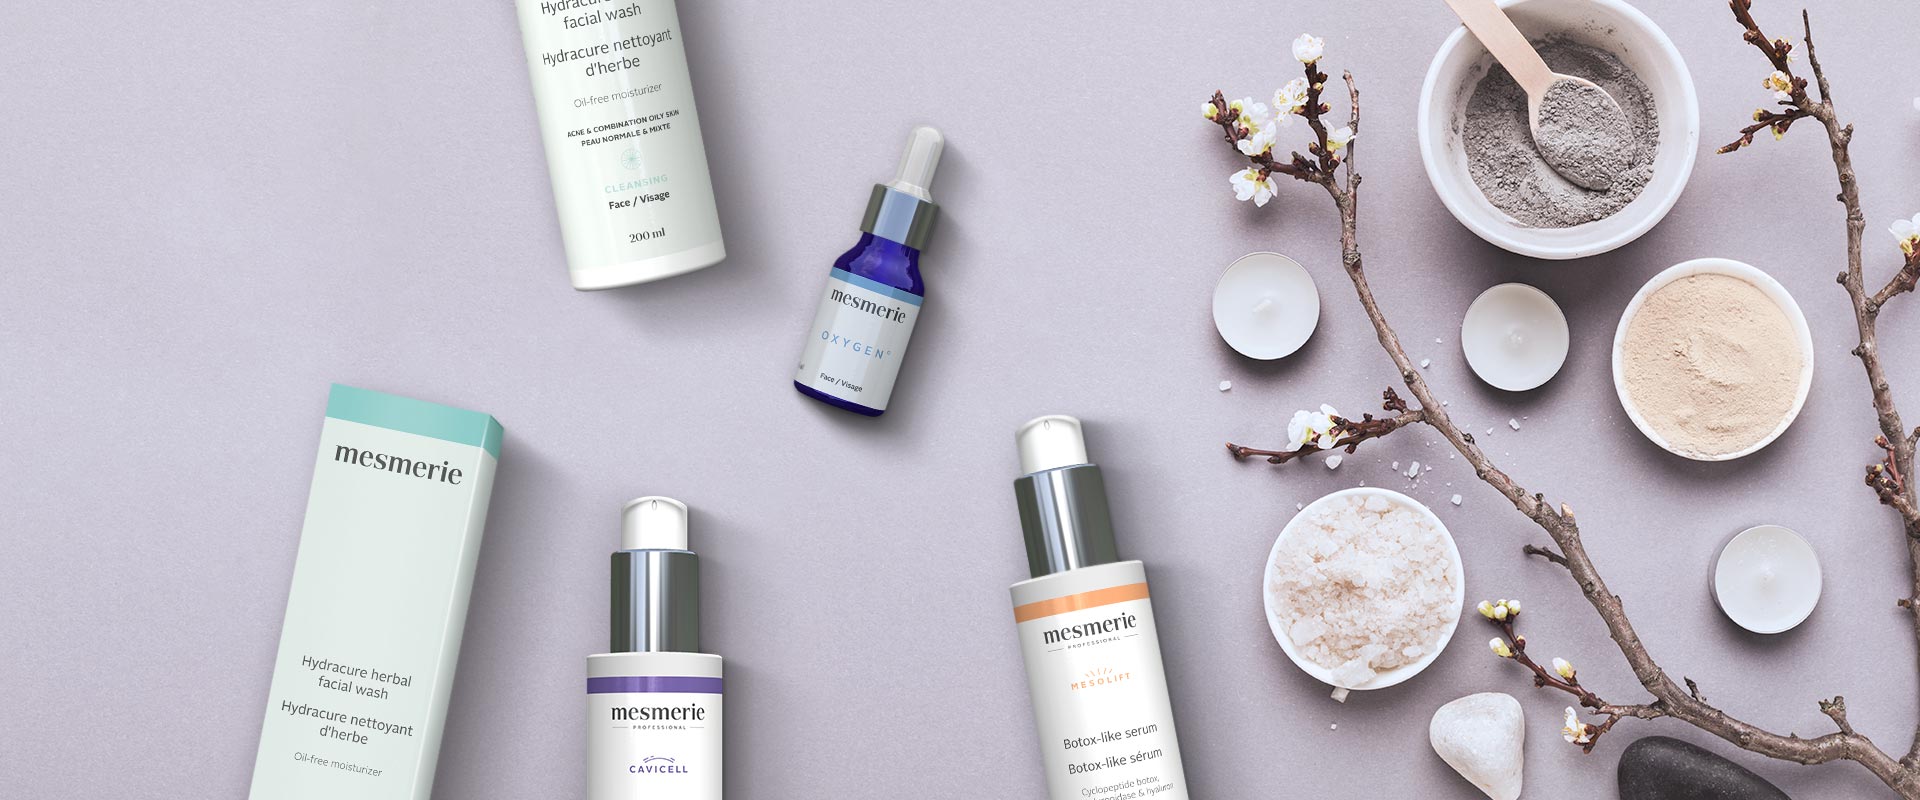 Hydracure
facial wash
Hydracure nettoyant
d'herbe
Oil-free moisturizer
ACNE & COMBINATION OILY SKIN
PEAU NORMALE & MIXTE
CLEANSING
Face / Visage
200 ml
mesmerie
OXYGEN°
Face / Visage
mesmerie
Hydracure herbal
facial wash
Hydracure nettoyant
d'herbe
Oil-free moisturizer
mesmerie
PROFESSIONAL
CAVICELL
mesmerie
PROFESSIONAL
MESOLIFT
Botox-like serum
Botox-like sérum
Cyclopeptide botox,
& hyaluron